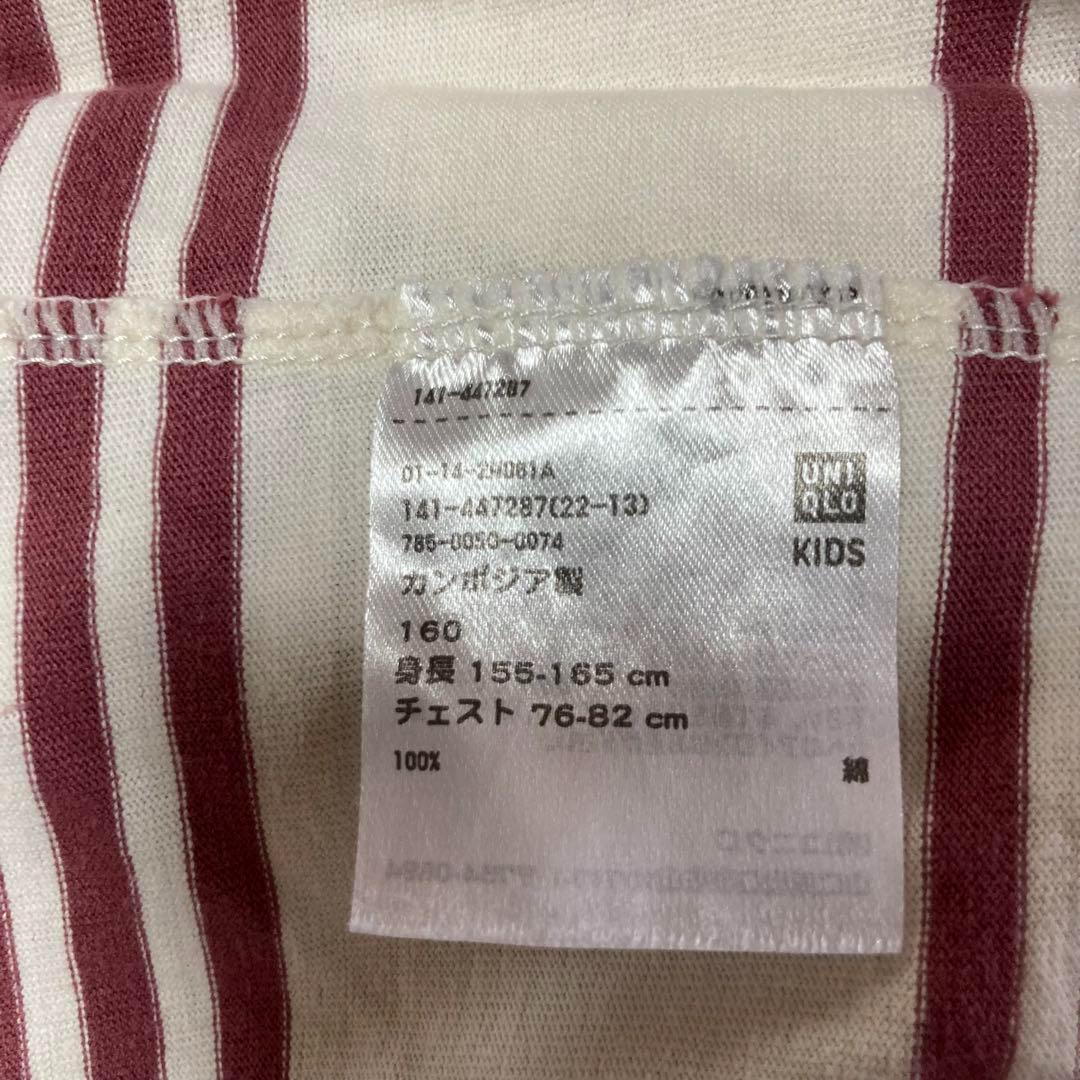 141-447287
UNI
QLO
KIDS
01-14-2H061A
141-447287(22-13)
785-0050-0074
カンボジア製
160
身長 155-165 cm
チェスト 76-82 cm
100% 綿